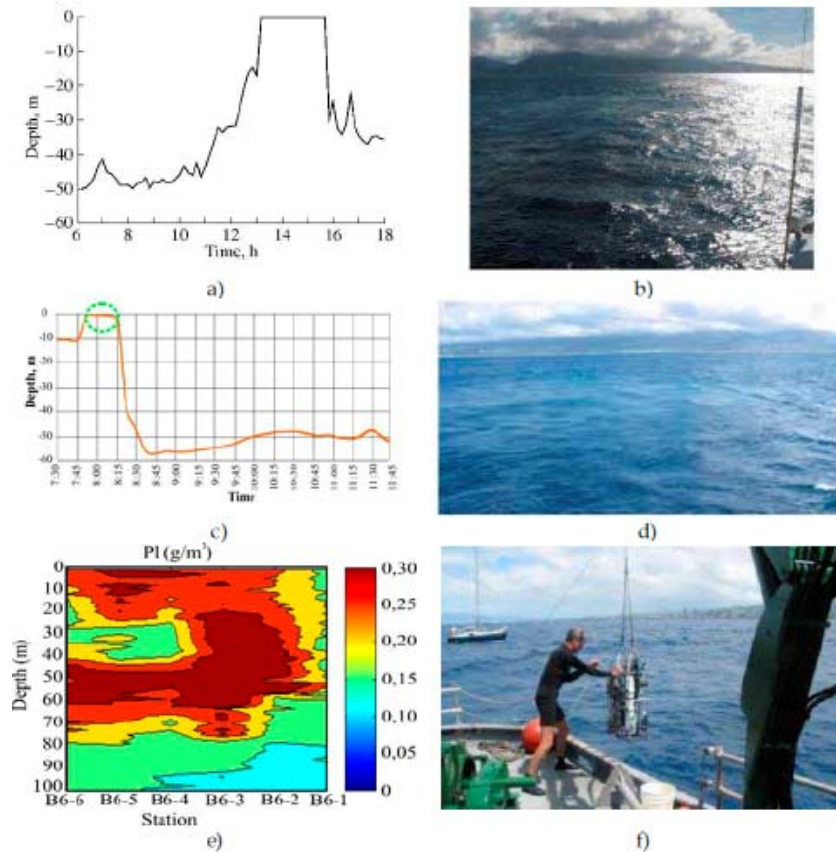 0
−10
−20
−30
−40
−50
−60
Depth, m
6 8 10 12 14 16 18
Time, h
a)
b)
0
-10
-20
-30
-40
-50
-60
Depth, m
7:30 7:45 8:00 8:15 8:30 8:45 9:00 9:15 9:30 9:45 10:00 10:15 10:30 10:45 11:00 11:15 11:30 11:45
Time
c)
d)
Pl (g/m³)
0
10
20
30
40
50
60
70
80
90
100
Depth (m)
B6-6 B6-5 B6-4 B6-3 B6-2 B6-1
Station
0,30
0,25
0,20
0,15
0,10
0,05
0
e)
f)